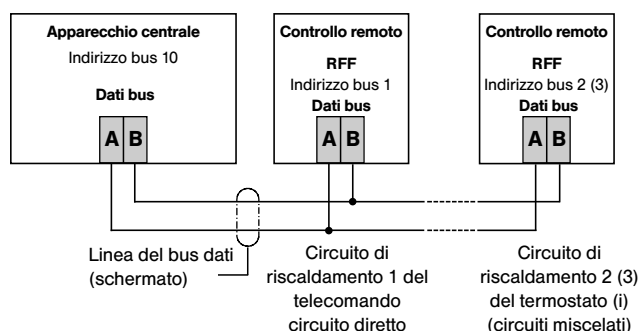 Apparecchio centrale
Indirizzo bus 10
Dati bus
A B
Controllo remoto
RFF
Indirizzo bus 1
Dati bus
A B
Controllo remoto
RFF
Indirizzo bus 2 (3)
Dati bus
A B
Linea del bus dati
(schermato)
Circuito di
riscaldamento 1 del
telecomando
circuito diretto
Circuito di
riscaldamento 2 (3)
del termostato (i)
(circuiti miscelati)